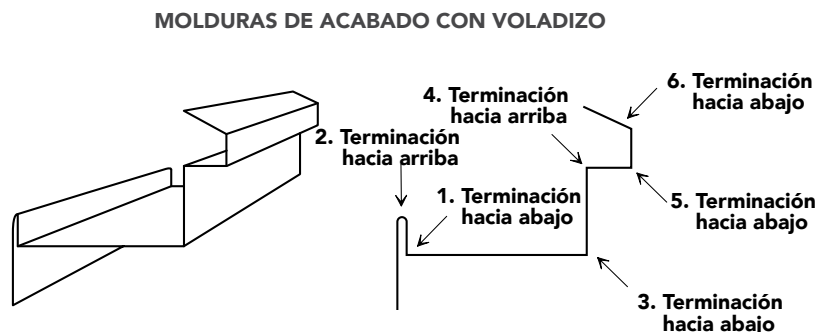 MOLDURAS DE ACABADO CON VOLADIZO
6. Terminación
hacia abajo
4. Terminación
hacia arriba
2. Terminación
hacia arriba
1. Terminación
hacia abajo
5. Terminación
hacia abajo
3. Terminación
hacia abajo